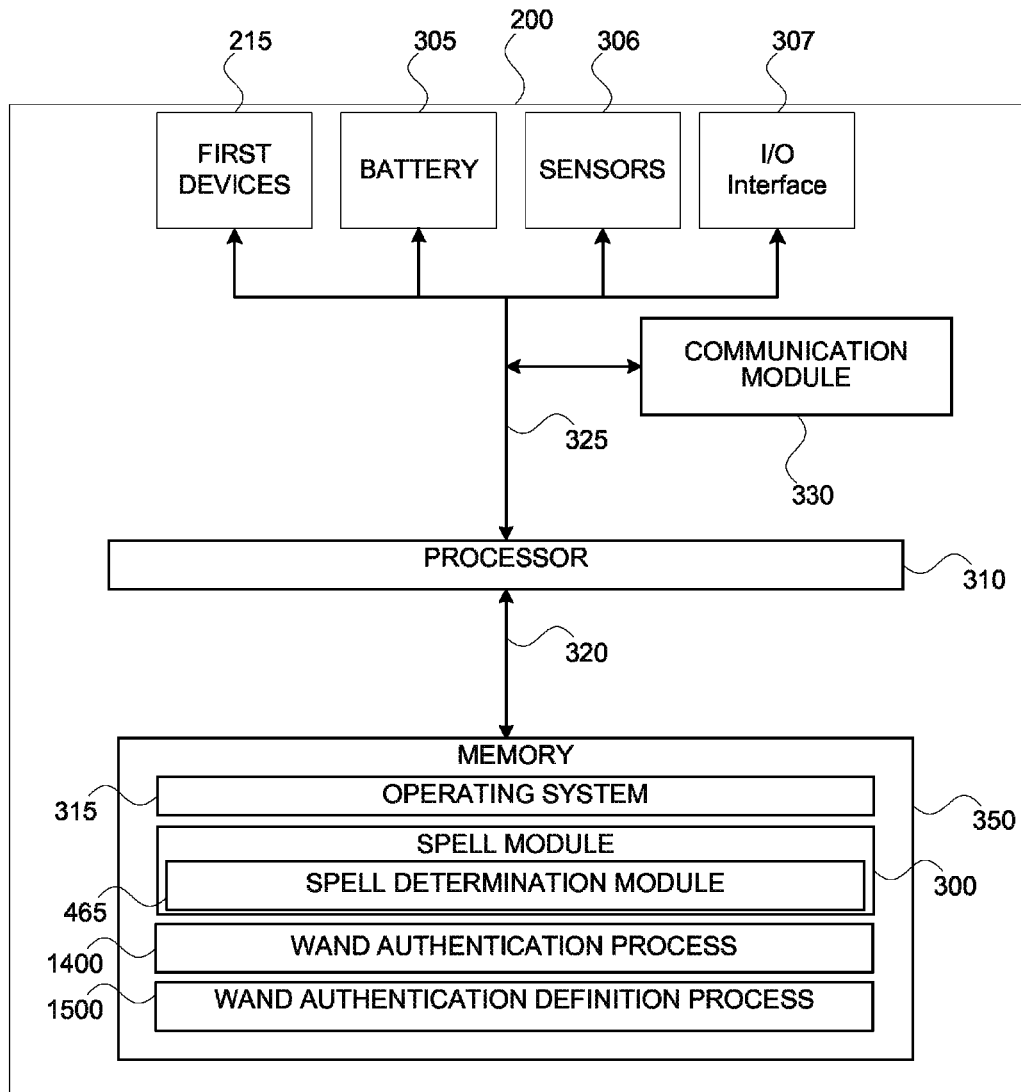 200
215
305
306
307
FIRST
DEVICES
BATTERY
SENSORS
I/O
Interface
COMMUNICATION
MODULE
325
330
PROCESSOR
310
320
MEMORY
OPERATING SYSTEM
315
350
SPELL MODULE
300
SPELL DETERMINATION MODULE
465
WAND AUTHENTICATION PROCESS
1400
WAND AUTHENTICATION DEFINITION PROCESS
1500